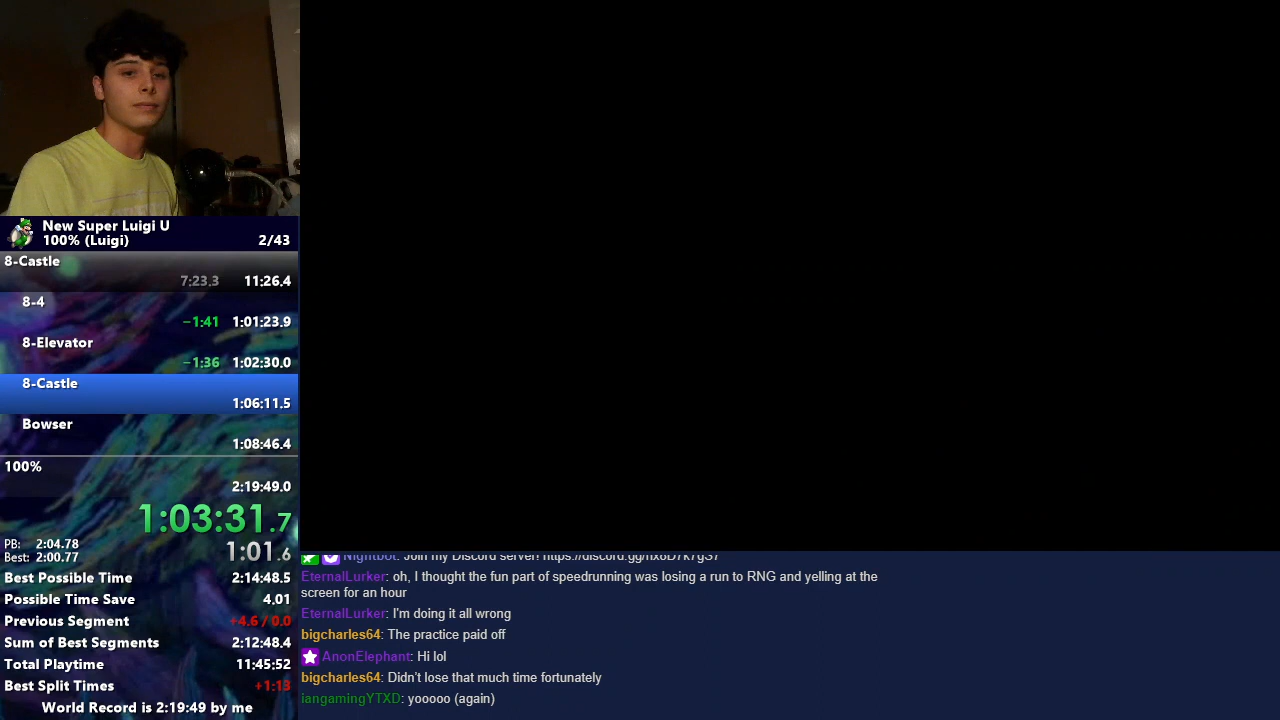 New Super Luigi U
100% (Luigi) 2/43
8-Castle
7:23.3 11:26.4
8-4
−1:41 1:01:23.9
8-Elevator
−1:36 1:02:30.0
8-Castle
1:06:11.5
Bowser
1:08:46.4
100%
2:19:49.0
1:03:31.7
PB: 2:04.78
Best: 2:00.77
1:01.6
Best Possible Time 2:14:48.5
Possible Time Save 4.01
Previous Segment +4.6 / 0.0
Sum of Best Segments 2:12:48.4
Total Playtime 11:45:52
Best Split Times +1:13
World Record is 2:19:49 by me
Nightbot: Join my Discord server!
EternalLurker: oh, I thought the fun part of speedrunning was losing a run to RNG and yelling at the
screen for an hour
EternalLurker: I'm doing it all wrong
bigcharles64: The practice paid off
AnonElephant: Hi lol
bigcharles64: Didn't lose that much time fortunately
iangamingYTXD: yooooo (again)